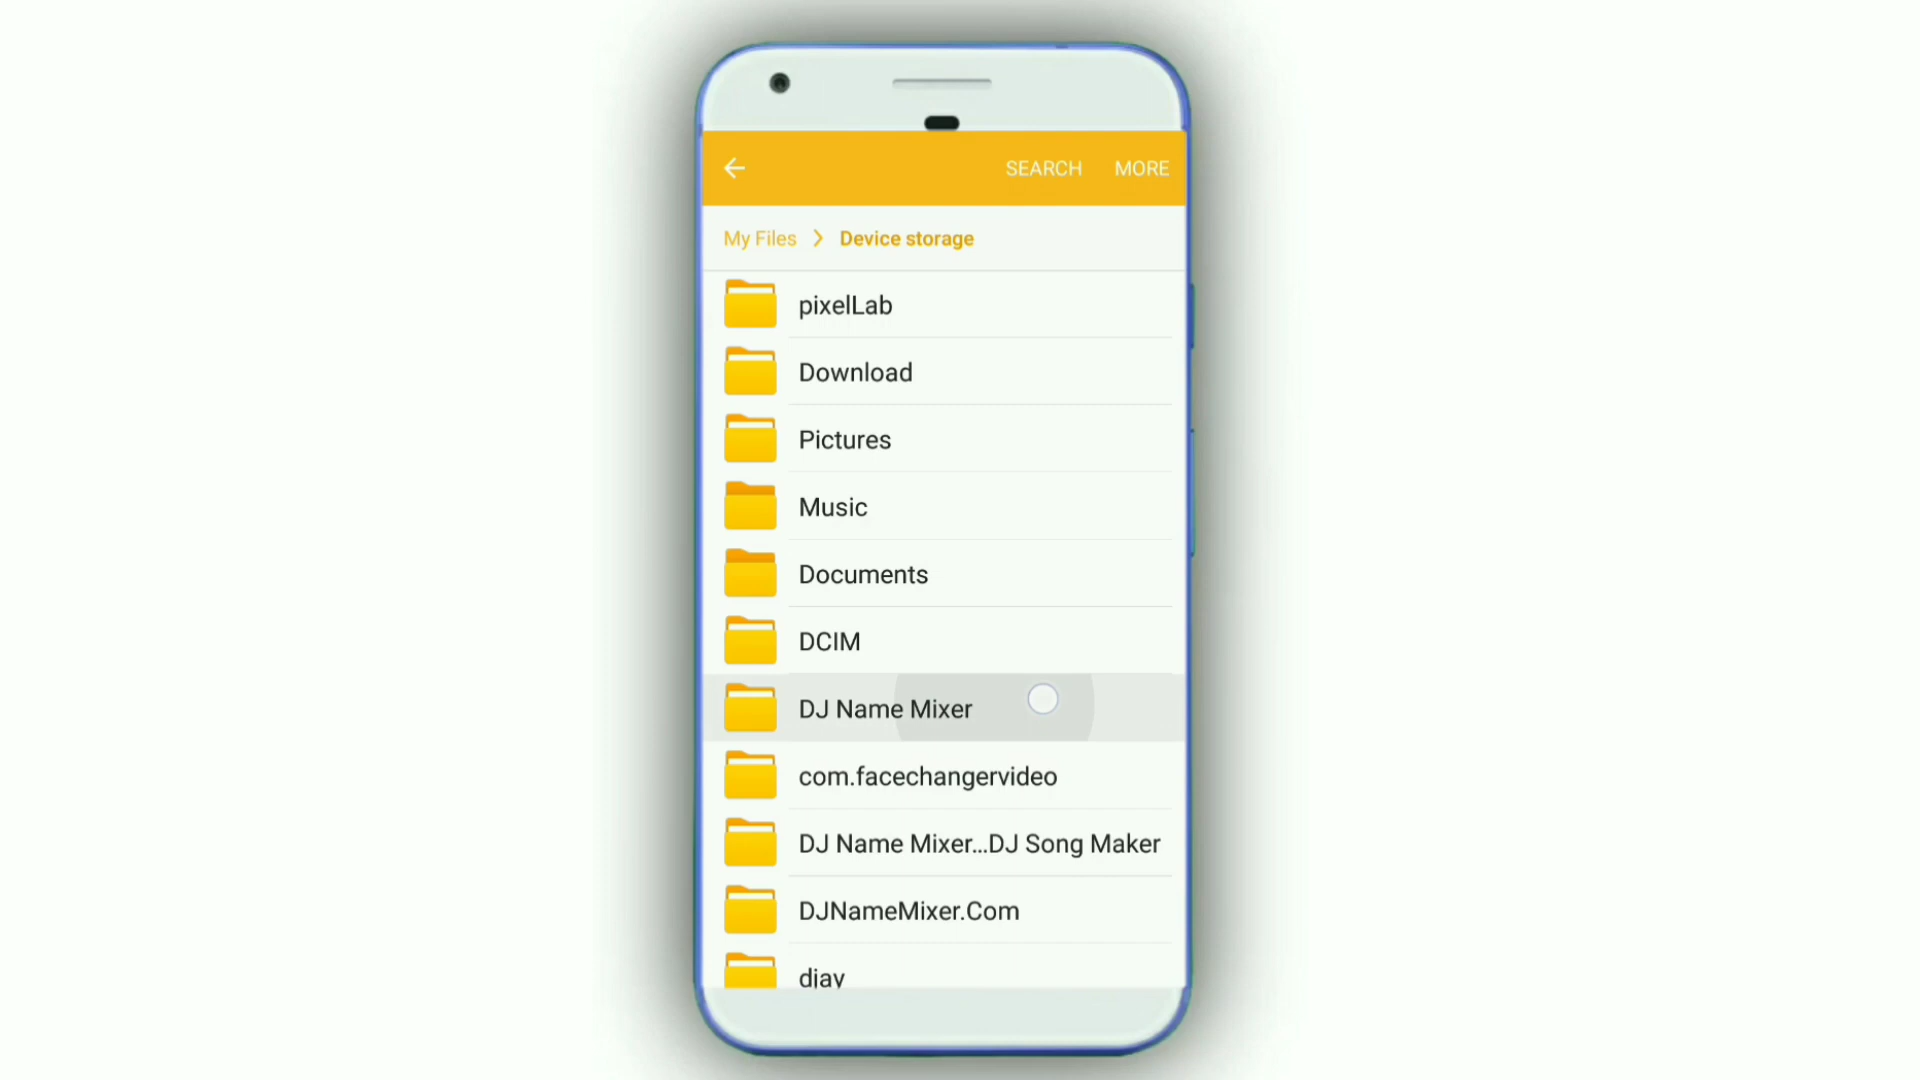 SEARCH MORE
My Files > Device storage
pixelLab
Download
Pictures
Music
Documents
DCIM
DJ Name Mixer
com.facechangervideo
DJ Name Mixer...DJ Song Maker
DJNameMixer.Com
djay